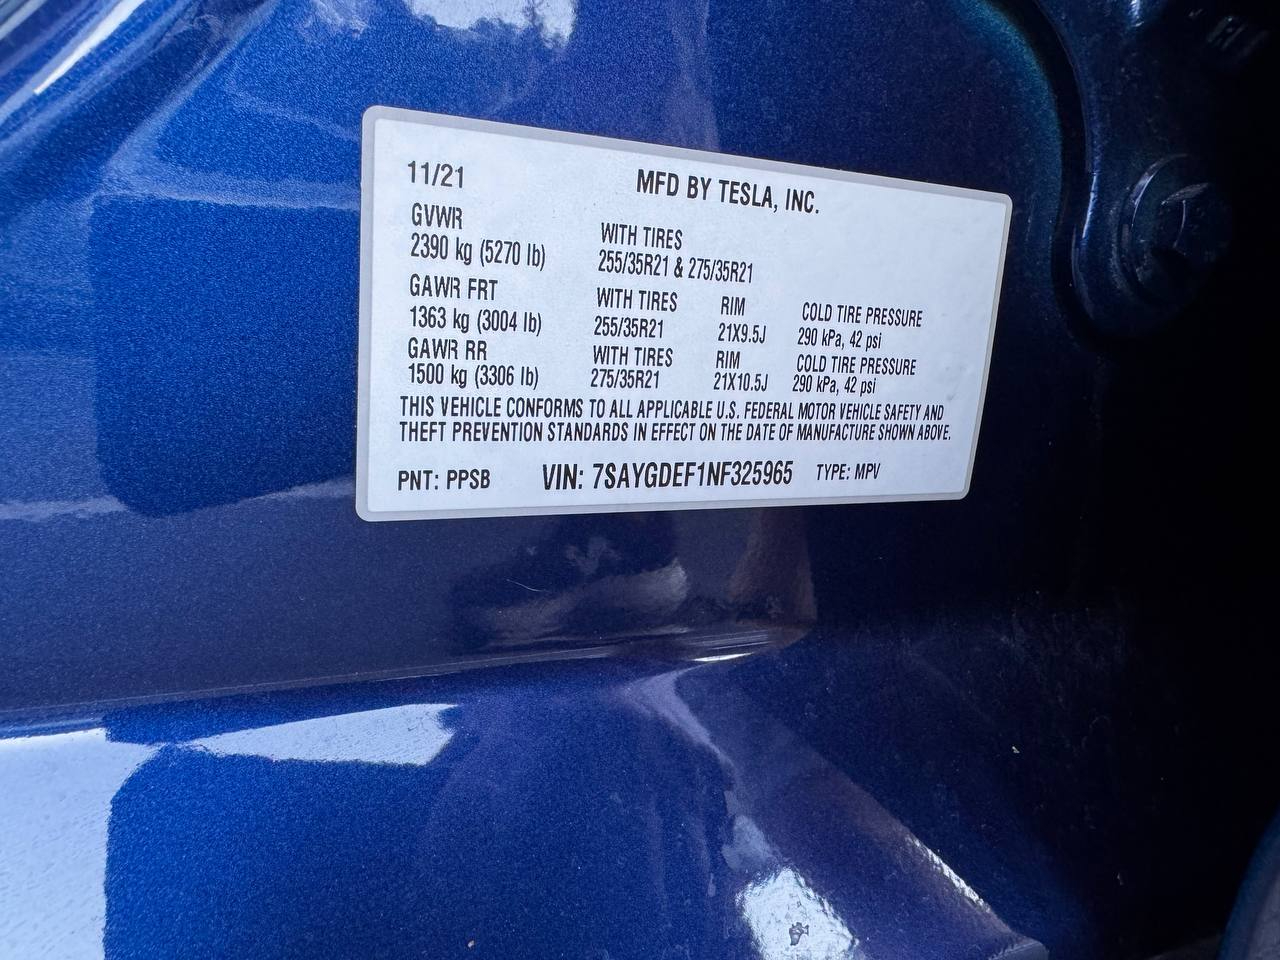 11/21 MFD BY TESLA, INC.
GVWR WITH TIRES
2390 kg (5270 lb) 255/35R21 & 275/35R21
GAWR FRT WITH TIRES RIM COLD TIRE PRESSURE
1363 kg (3004 lb) 255/35R21 21X9.5J 290 kPa, 42 psi
GAWR RR WITH TIRES RIM COLD TIRE PRESSURE
1500 kg (3306 lb) 275/35R21 21X10.5J 290 kPa, 42 psi
THIS VEHICLE CONFORMS TO ALL APPLICABLE U.S. FEDERAL MOTOR VEHICLE SAFETY AND
THEFT PREVENTION STANDARDS IN EFFECT ON THE DATE OF MANUFACTURE SHOWN ABOVE.
PNT: PPSB VIN: 7SAYGDEF1NF325965 TYPE: MPV